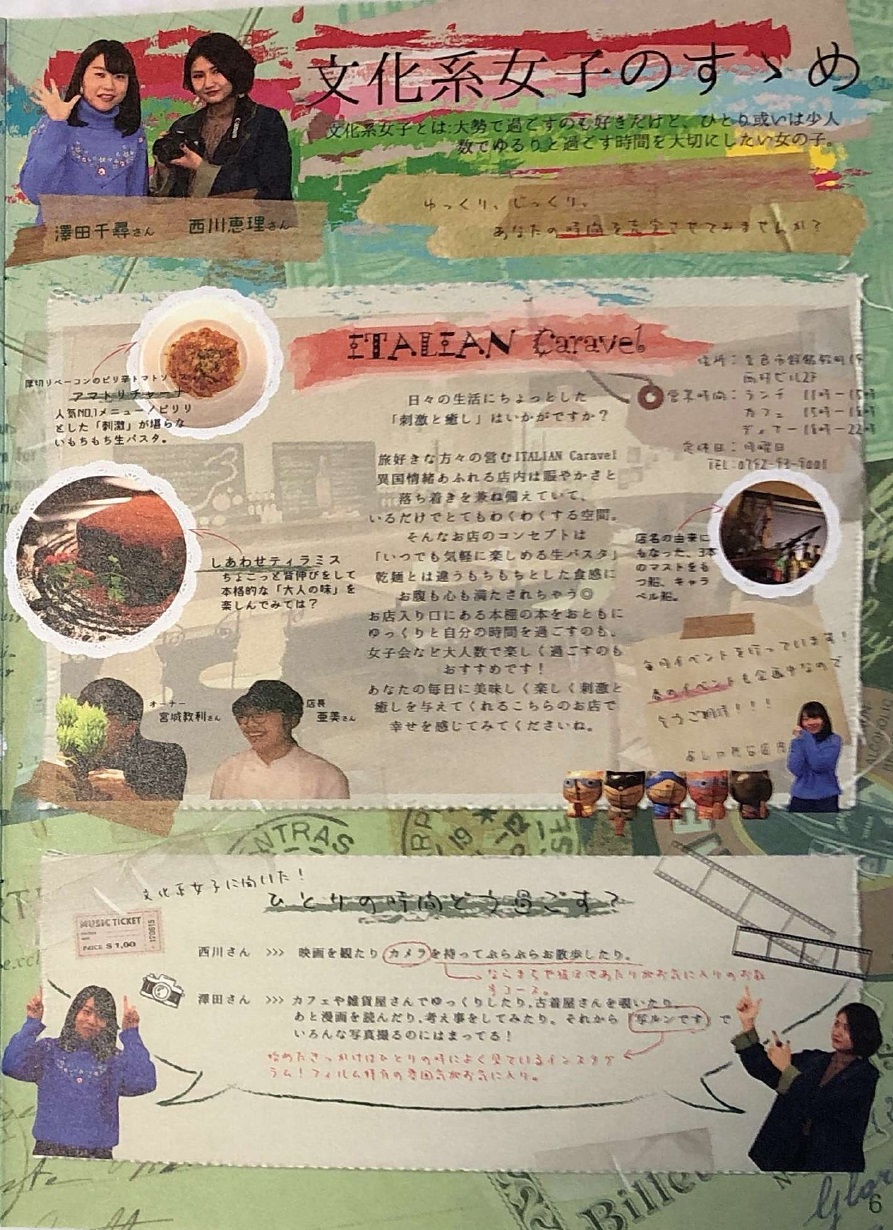 文化系女子のすゝめ
文化系女子とは:大勢で過ごすのも好きだけど、ひとり或いは少人
数でゆるりと過ごす時間を大切にしたい女の子。
ゆっくり、じっくり、
あなたの時間を充実させてみませんか?
澤田千尋さん 西川恵理さん
ITALIAN Caravel
営業時間: ランチ 11時ー15時
カフェ 15時ー18時
ディナー 18時ー22時
定休日:月曜日
TEL:0742-93-9001
厚切りベーコンのピリ辛トマトソース
アマトリチャーナ
人気NO,1メニュー!ピリリ
とした「刺激」が堪らな
いもちもち生パスタ。
日々の生活にちょっとした
「刺激と癒し」はいかがですか?
旅好きな方々の営むITALIAN Caravel
異国情緒あふれる店内は賑やかさと
落ち着きを兼ね備えていて、
いるだけでとてもわくわくする空間。
そんなお店のコンセプトは
「いつでも気軽に楽しめる生パスタ」
乾麺とは違うもちもちとした食感に
お腹も心も満たされちゃう◎
お店入り口にある本棚の本をおともに
ゆっくりと自分の時間を過ごすのも、
女子会など大人数で楽しく過ごすのも
おすすめです!
あなたの毎日に美味しく楽しく刺激と
癒しを与えてくれるこちらのお店で
幸せを感じてみてくださいね。
しあわせティラミス
ちょこっと背伸びをして
本格的な「大人の味」を
楽しんでみては?
店名の由来に
もなった、3本
のマストをも
つ船、キャラ
ベル船。
オーナー
宮城敦利さん
店長
亜美さん
毎月イベントを行っています!
春のイベントも企画中なので
そうご期待!!!
文化系女子に聞いた!
ひとりの時間どう過ごす?
MUSIC TICKET
PRICE $1,00
西川さん >>> 映画を観たりカメラを持ってぶらぶらお散歩したり。
ならまちや経済であたりがお気に入りのお散
歩コース。
澤田さん >>> カフェや雑貨屋さんでゆっくりしたり、古着屋さんを覗いたり。
あと漫画を読んだり、考え事をしてみたり。それから「写ルンです」で
いろんな写真撮るのにはまってる!
始めたきっかけはひとりの時によく見ているインスタグ
ラム!フィルム特有の雰囲気がお気に入り。
6